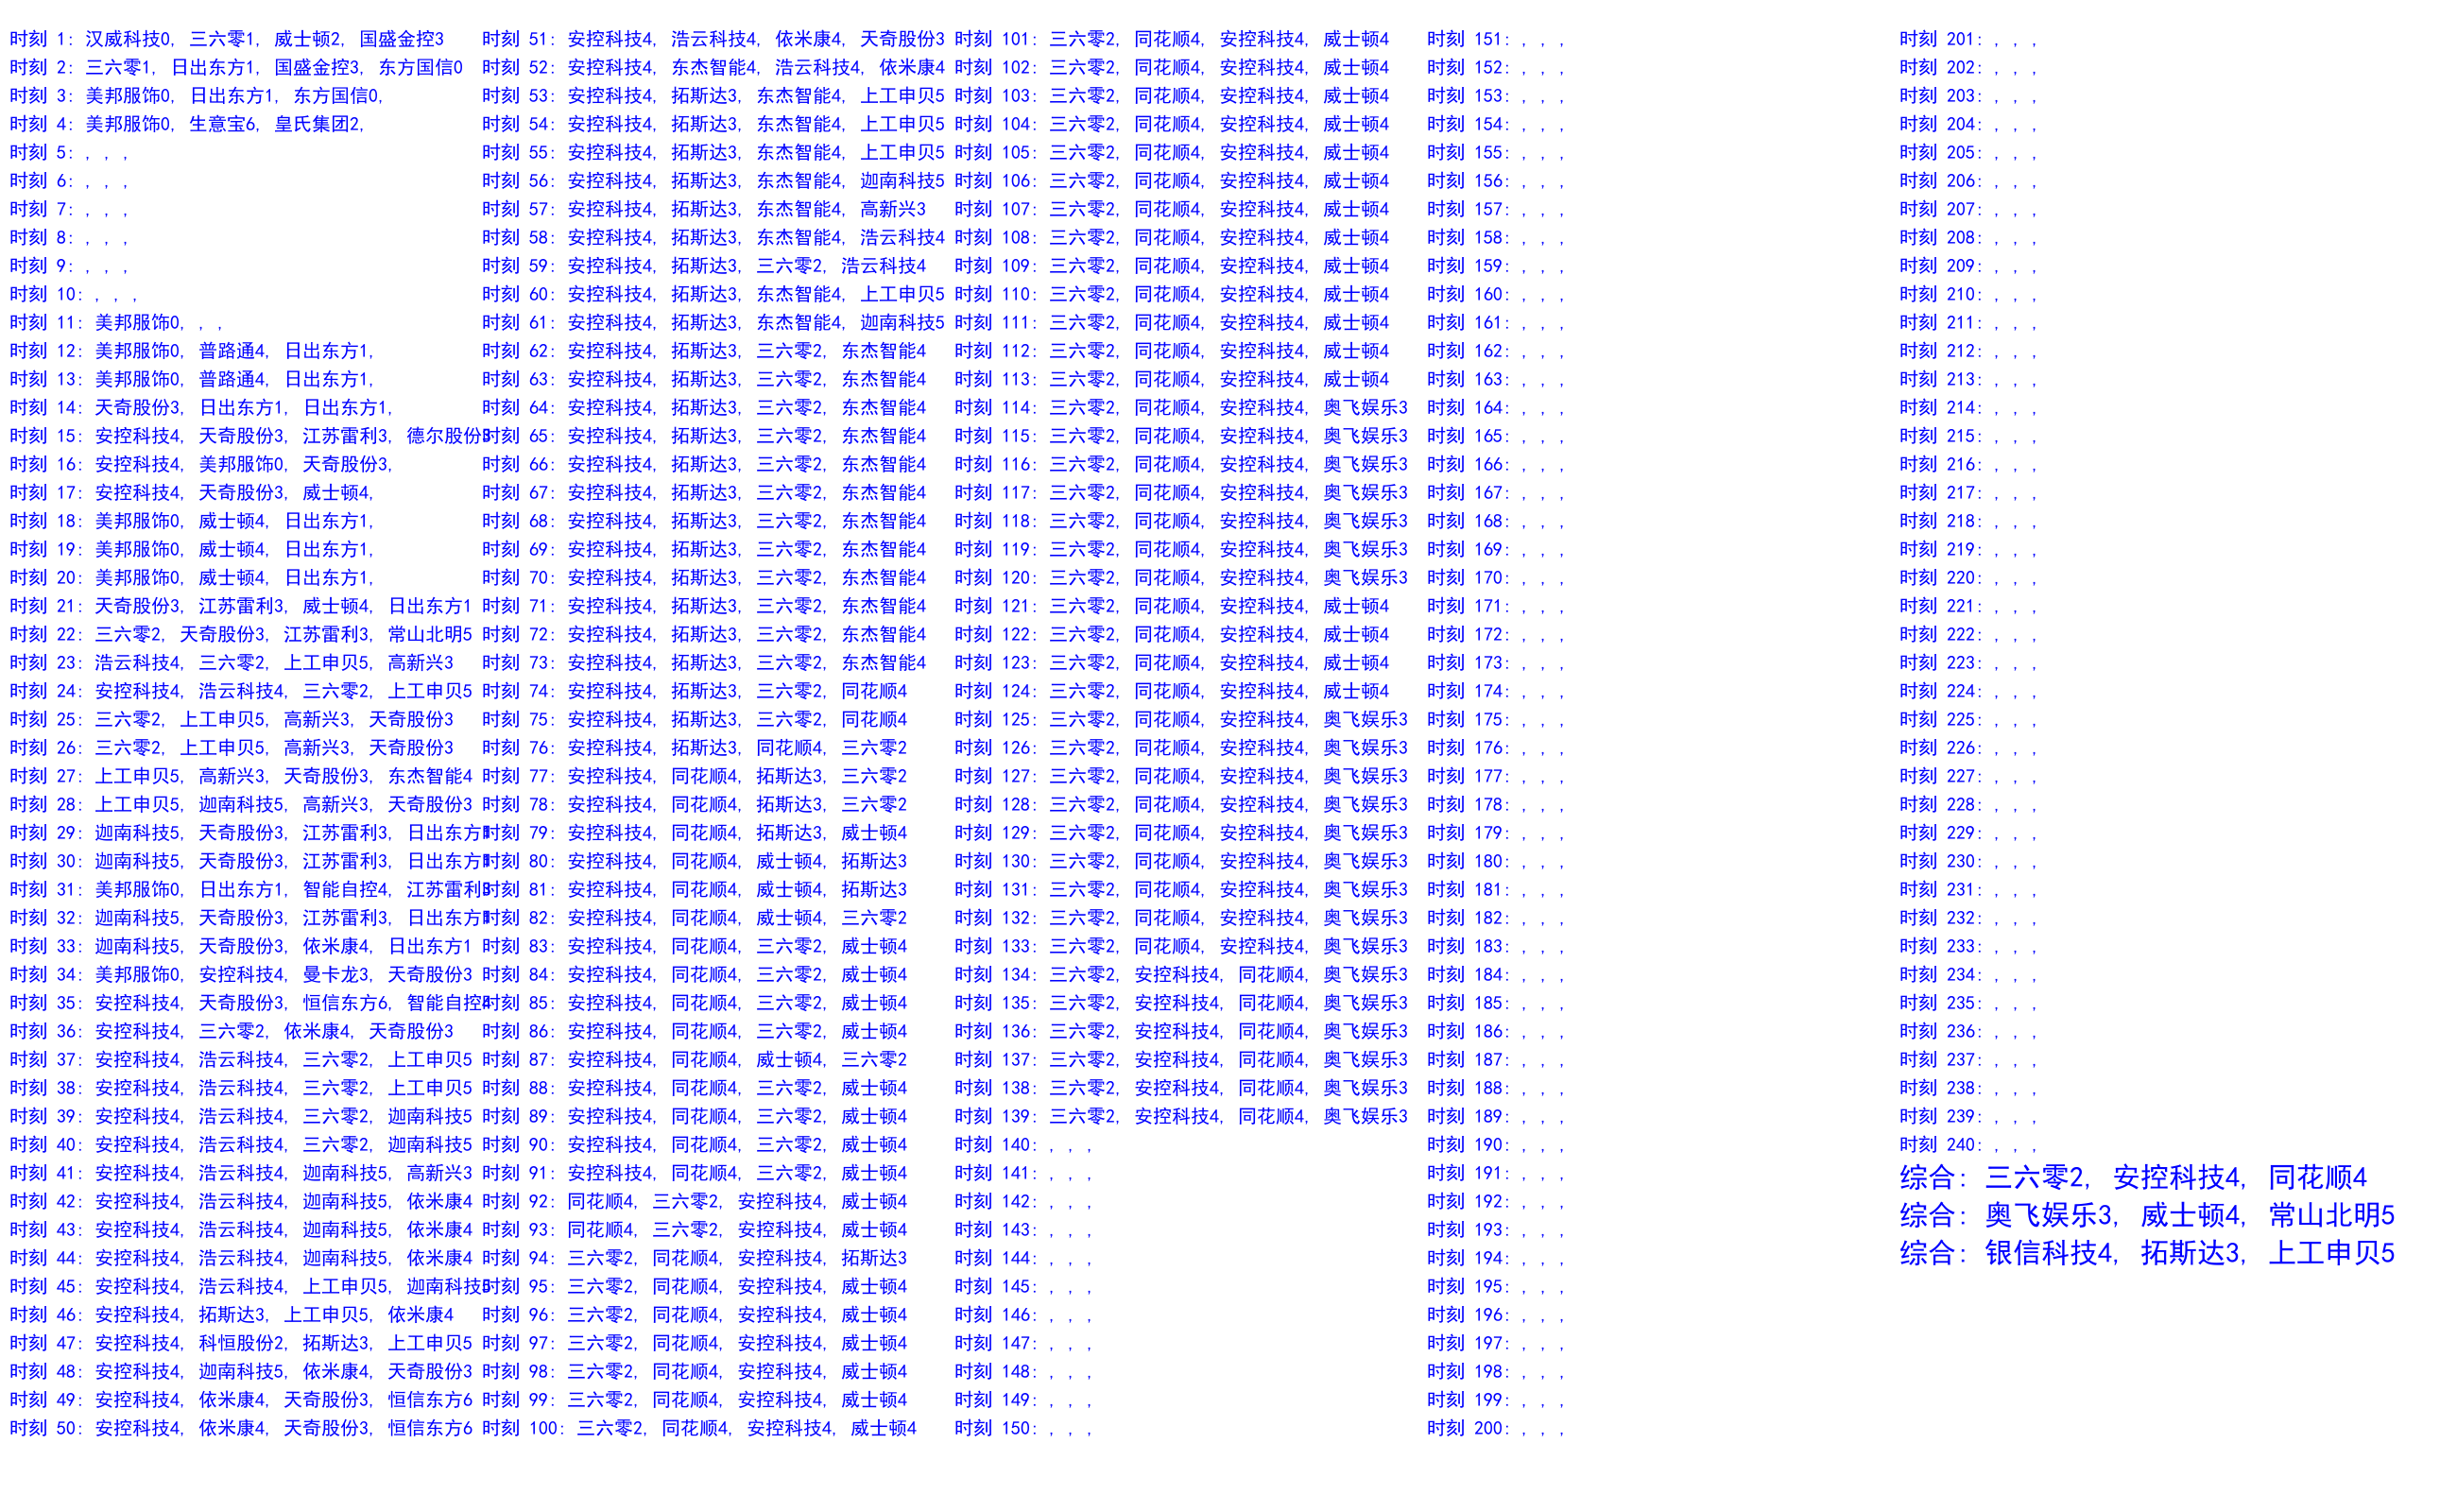 时刻 1: 汉威科技0, 三六零1, 威士顿2, 国盛金控3
时刻 2: 三六零1, 日出东方1, 国盛金控3, 东方国信0
时刻 3: 美邦服饰0, 日出东方1, 东方国信0,
时刻 4: 美邦服饰0, 生意宝6, 皇氏集团2,
时刻 5: , , ,
时刻 6: , , ,
时刻 7: , , ,
时刻 8: , , ,
时刻 9: , , ,
时刻 10: , , ,
时刻 11: 美邦服饰0, , ,
时刻 12: 美邦服饰0, 普路通4, 日出东方1,
时刻 13: 美邦服饰0, 普路通4, 日出东方1,
时刻 14: 天奇股份3, 日出东方1, 日出东方1,
时刻 15: 安控科技4, 天奇股份3, 江苏雷利3, 德尔股份3
时刻 16: 安控科技4, 美邦服饰0, 天奇股份3,
时刻 17: 安控科技4, 天奇股份3, 威士顿4,
时刻 18: 美邦服饰0, 威士顿4, 日出东方1,
时刻 19: 美邦服饰0, 威士顿4, 日出东方1,
时刻 20: 美邦服饰0, 威士顿4, 日出东方1,
时刻 21: 天奇股份3, 江苏雷利3, 威士顿4, 日出东方1
时刻 22: 三六零2, 天奇股份3, 江苏雷利3, 常山北明5
时刻 23: 浩云科技4, 三六零2, 上工申贝5, 高新兴3
时刻 24: 安控科技4, 浩云科技4, 三六零2, 上工申贝5
时刻 25: 三六零2, 上工申贝5, 高新兴3, 天奇股份3
时刻 26: 三六零2, 上工申贝5, 高新兴3, 天奇股份3
时刻 27: 上工申贝5, 高新兴3, 天奇股份3, 东杰智能4
时刻 28: 上工申贝5, 迦南科技5, 高新兴3, 天奇股份3
时刻 29: 迦南科技5, 天奇股份3, 江苏雷利3, 日出东方1
时刻 30: 迦南科技5, 天奇股份3, 江苏雷利3, 日出东方1
时刻 31: 美邦服饰0, 日出东方1, 智能自控4, 江苏雷利3
时刻 32: 迦南科技5, 天奇股份3, 江苏雷利3, 日出东方1
时刻 33: 迦南科技5, 天奇股份3, 依米康4, 日出东方1
时刻 34: 美邦服饰0, 安控科技4, 曼卡龙3, 天奇股份3
时刻 35: 安控科技4, 天奇股份3, 恒信东方6, 智能自控4
时刻 36: 安控科技4, 三六零2, 依米康4, 天奇股份3
时刻 37: 安控科技4, 浩云科技4, 三六零2, 上工申贝5
时刻 38: 安控科技4, 浩云科技4, 三六零2, 上工申贝5
时刻 39: 安控科技4, 浩云科技4, 三六零2, 迦南科技5
时刻 40: 安控科技4, 浩云科技4, 三六零2, 迦南科技5
时刻 41: 安控科技4, 浩云科技4, 迦南科技5, 高新兴3
时刻 42: 安控科技4, 浩云科技4, 迦南科技5, 依米康4
时刻 43: 安控科技4, 浩云科技4, 迦南科技5, 依米康4
时刻 44: 安控科技4, 浩云科技4, 迦南科技5, 依米康4
时刻 45: 安控科技4, 浩云科技4, 上工申贝5, 迦南科技5
时刻 46: 安控科技4, 拓斯达3, 上工申贝5, 依米康4
时刻 47: 安控科技4, 科恒股份2, 拓斯达3, 上工申贝5
时刻 48: 安控科技4, 迦南科技5, 依米康4, 天奇股份3
时刻 49: 安控科技4, 依米康4, 天奇股份3, 恒信东方6
时刻 50: 安控科技4, 依米康4, 天奇股份3, 恒信东方6
时刻 51: 安控科技4, 浩云科技4, 依米康4, 天奇股份3
时刻 52: 安控科技4, 东杰智能4, 浩云科技4, 依米康4
时刻 53: 安控科技4, 拓斯达3, 东杰智能4, 上工申贝5
时刻 54: 安控科技4, 拓斯达3, 东杰智能4, 上工申贝5
时刻 55: 安控科技4, 拓斯达3, 东杰智能4, 上工申贝5
时刻 56: 安控科技4, 拓斯达3, 东杰智能4, 迦南科技5
时刻 57: 安控科技4, 拓斯达3, 东杰智能4, 高新兴3
时刻 58: 安控科技4, 拓斯达3, 东杰智能4, 浩云科技4
时刻 59: 安控科技4, 拓斯达3, 三六零2, 浩云科技4
时刻 60: 安控科技4, 拓斯达3, 东杰智能4, 上工申贝5
时刻 61: 安控科技4, 拓斯达3, 东杰智能4, 迦南科技5
时刻 62: 安控科技4, 拓斯达3, 三六零2, 东杰智能4
时刻 63: 安控科技4, 拓斯达3, 三六零2, 东杰智能4
时刻 64: 安控科技4, 拓斯达3, 三六零2, 东杰智能4
时刻 65: 安控科技4, 拓斯达3, 三六零2, 东杰智能4
时刻 66: 安控科技4, 拓斯达3, 三六零2, 东杰智能4
时刻 67: 安控科技4, 拓斯达3, 三六零2, 东杰智能4
时刻 68: 安控科技4, 拓斯达3, 三六零2, 东杰智能4
时刻 69: 安控科技4, 拓斯达3, 三六零2, 东杰智能4
时刻 70: 安控科技4, 拓斯达3, 三六零2, 东杰智能4
时刻 71: 安控科技4, 拓斯达3, 三六零2, 东杰智能4
时刻 72: 安控科技4, 拓斯达3, 三六零2, 东杰智能4
时刻 73: 安控科技4, 拓斯达3, 三六零2, 东杰智能4
时刻 74: 安控科技4, 拓斯达3, 三六零2, 同花顺4
时刻 75: 安控科技4, 拓斯达3, 三六零2, 同花顺4
时刻 76: 安控科技4, 拓斯达3, 同花顺4, 三六零2
时刻 77: 安控科技4, 同花顺4, 拓斯达3, 三六零2
时刻 78: 安控科技4, 同花顺4, 拓斯达3, 三六零2
时刻 79: 安控科技4, 同花顺4, 拓斯达3, 威士顿4
时刻 80: 安控科技4, 同花顺4, 威士顿4, 拓斯达3
时刻 81: 安控科技4, 同花顺4, 威士顿4, 拓斯达3
时刻 82: 安控科技4, 同花顺4, 威士顿4, 三六零2
时刻 83: 安控科技4, 同花顺4, 三六零2, 威士顿4
时刻 84: 安控科技4, 同花顺4, 三六零2, 威士顿4
时刻 85: 安控科技4, 同花顺4, 三六零2, 威士顿4
时刻 86: 安控科技4, 同花顺4, 三六零2, 威士顿4
时刻 87: 安控科技4, 同花顺4, 威士顿4, 三六零2
时刻 88: 安控科技4, 同花顺4, 三六零2, 威士顿4
时刻 89: 安控科技4, 同花顺4, 三六零2, 威士顿4
时刻 90: 安控科技4, 同花顺4, 三六零2, 威士顿4
时刻 91: 安控科技4, 同花顺4, 三六零2, 威士顿4
时刻 92: 同花顺4, 三六零2, 安控科技4, 威士顿4
时刻 93: 同花顺4, 三六零2, 安控科技4, 威士顿4
时刻 94: 三六零2, 同花顺4, 安控科技4, 拓斯达3
时刻 95: 三六零2, 同花顺4, 安控科技4, 威士顿4
时刻 96: 三六零2, 同花顺4, 安控科技4, 威士顿4
时刻 97: 三六零2, 同花顺4, 安控科技4, 威士顿4
时刻 98: 三六零2, 同花顺4, 安控科技4, 威士顿4
时刻 99: 三六零2, 同花顺4, 安控科技4, 威士顿4
时刻 100: 三六零2, 同花顺4, 安控科技4, 威士顿4
时刻 101: 三六零2, 同花顺4, 安控科技4, 威士顿4
时刻 102: 三六零2, 同花顺4, 安控科技4, 威士顿4
时刻 103: 三六零2, 同花顺4, 安控科技4, 威士顿4
时刻 104: 三六零2, 同花顺4, 安控科技4, 威士顿4
时刻 105: 三六零2, 同花顺4, 安控科技4, 威士顿4
时刻 106: 三六零2, 同花顺4, 安控科技4, 威士顿4
时刻 107: 三六零2, 同花顺4, 安控科技4, 威士顿4
时刻 108: 三六零2, 同花顺4, 安控科技4, 威士顿4
时刻 109: 三六零2, 同花顺4, 安控科技4, 威士顿4
时刻 110: 三六零2, 同花顺4, 安控科技4, 威士顿4
时刻 111: 三六零2, 同花顺4, 安控科技4, 威士顿4
时刻 112: 三六零2, 同花顺4, 安控科技4, 威士顿4
时刻 113: 三六零2, 同花顺4, 安控科技4, 威士顿4
时刻 114: 三六零2, 同花顺4, 安控科技4, 奥飞娱乐3
时刻 115: 三六零2, 同花顺4, 安控科技4, 奥飞娱乐3
时刻 116: 三六零2, 同花顺4, 安控科技4, 奥飞娱乐3
时刻 117: 三六零2, 同花顺4, 安控科技4, 奥飞娱乐3
时刻 118: 三六零2, 同花顺4, 安控科技4, 奥飞娱乐3
时刻 119: 三六零2, 同花顺4, 安控科技4, 奥飞娱乐3
时刻 120: 三六零2, 同花顺4, 安控科技4, 奥飞娱乐3
时刻 121: 三六零2, 同花顺4, 安控科技4, 威士顿4
时刻 122: 三六零2, 同花顺4, 安控科技4, 威士顿4
时刻 123: 三六零2, 同花顺4, 安控科技4, 威士顿4
时刻 124: 三六零2, 同花顺4, 安控科技4, 威士顿4
时刻 125: 三六零2, 同花顺4, 安控科技4, 奥飞娱乐3
时刻 126: 三六零2, 同花顺4, 安控科技4, 奥飞娱乐3
时刻 127: 三六零2, 同花顺4, 安控科技4, 奥飞娱乐3
时刻 128: 三六零2, 同花顺4, 安控科技4, 奥飞娱乐3
时刻 129: 三六零2, 同花顺4, 安控科技4, 奥飞娱乐3
时刻 130: 三六零2, 同花顺4, 安控科技4, 奥飞娱乐3
时刻 131: 三六零2, 同花顺4, 安控科技4, 奥飞娱乐3
时刻 132: 三六零2, 同花顺4, 安控科技4, 奥飞娱乐3
时刻 133: 三六零2, 同花顺4, 安控科技4, 奥飞娱乐3
时刻 134: 三六零2, 安控科技4, 同花顺4, 奥飞娱乐3
时刻 135: 三六零2, 安控科技4, 同花顺4, 奥飞娱乐3
时刻 136: 三六零2, 安控科技4, 同花顺4, 奥飞娱乐3
时刻 137: 三六零2, 安控科技4, 同花顺4, 奥飞娱乐3
时刻 138: 三六零2, 安控科技4, 同花顺4, 奥飞娱乐3
时刻 139: 三六零2, 安控科技4, 同花顺4, 奥飞娱乐3
时刻 140: , , ,
时刻 141: , , ,
时刻 142: , , ,
时刻 143: , , ,
时刻 144: , , ,
时刻 145: , , ,
时刻 146: , , ,
时刻 147: , , ,
时刻 148: , , ,
时刻 149: , , ,
时刻 150: , , ,
时刻 151: , , ,
时刻 152: , , ,
时刻 153: , , ,
时刻 154: , , ,
时刻 155: , , ,
时刻 156: , , ,
时刻 157: , , ,
时刻 158: , , ,
时刻 159: , , ,
时刻 160: , , ,
时刻 161: , , ,
时刻 162: , , ,
时刻 163: , , ,
时刻 164: , , ,
时刻 165: , , ,
时刻 166: , , ,
时刻 167: , , ,
时刻 168: , , ,
时刻 169: , , ,
时刻 170: , , ,
时刻 171: , , ,
时刻 172: , , ,
时刻 173: , , ,
时刻 174: , , ,
时刻 175: , , ,
时刻 176: , , ,
时刻 177: , , ,
时刻 178: , , ,
时刻 179: , , ,
时刻 180: , , ,
时刻 181: , , ,
时刻 182: , , ,
时刻 183: , , ,
时刻 184: , , ,
时刻 185: , , ,
时刻 186: , , ,
时刻 187: , , ,
时刻 188: , , ,
时刻 189: , , ,
时刻 190: , , ,
时刻 191: , , ,
时刻 192: , , ,
时刻 193: , , ,
时刻 194: , , ,
时刻 195: , , ,
时刻 196: , , ,
时刻 197: , , ,
时刻 198: , , ,
时刻 199: , , ,
时刻 200: , , ,
时刻 201: , , ,
时刻 202: , , ,
时刻 203: , , ,
时刻 204: , , ,
时刻 205: , , ,
时刻 206: , , ,
时刻 207: , , ,
时刻 208: , , ,
时刻 209: , , ,
时刻 210: , , ,
时刻 211: , , ,
时刻 212: , , ,
时刻 213: , , ,
时刻 214: , , ,
时刻 215: , , ,
时刻 216: , , ,
时刻 217: , , ,
时刻 218: , , ,
时刻 219: , , ,
时刻 220: , , ,
时刻 221: , , ,
时刻 222: , , ,
时刻 223: , , ,
时刻 224: , , ,
时刻 225: , , ,
时刻 226: , , ,
时刻 227: , , ,
时刻 228: , , ,
时刻 229: , , ,
时刻 230: , , ,
时刻 231: , , ,
时刻 232: , , ,
时刻 233: , , ,
时刻 234: , , ,
时刻 235: , , ,
时刻 236: , , ,
时刻 237: , , ,
时刻 238: , , ,
时刻 239: , , ,
时刻 240: , , ,
综合: 三六零2, 安控科技4, 同花顺4
综合: 奥飞娱乐3, 威士顿4, 常山北明5
综合: 银信科技4, 拓斯达3, 上工申贝5